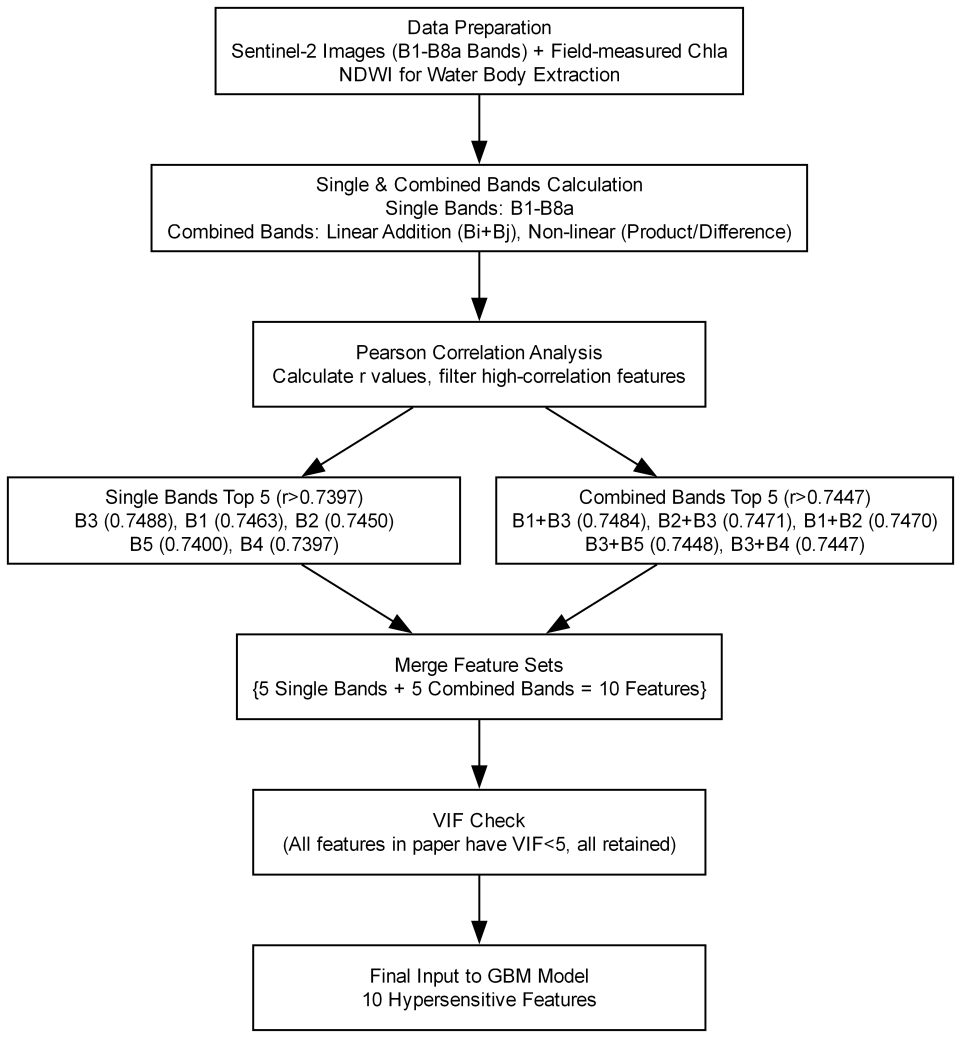 Data Preparation
Sentinel-2 Images (B1-B8a Bands) + Field-measured Chla
NDWI for Water Body Extraction
Single & Combined Bands Calculation
Single Bands: B1-B8a
Combined Bands: Linear Addition (Bi+Bj), Non-linear (Product/Difference)
Pearson Correlation Analysis
Calculate r values, filter high-correlation features
Single Bands Top 5 (r>0.7397)
B3 (0.7488), B1 (0.7463), B2 (0.7450)
B5 (0.7400), B4 (0.7397)
Combined Bands Top 5 (r>0.7447)
B1+B3 (0.7484), B2+B3 (0.7471), B1+B2 (0.7470)
B3+B5 (0.7448), B3+B4 (0.7447)
Merge Feature Sets
{5 Single Bands + 5 Combined Bands = 10 Features}
VIF Check
(All features in paper have VIF<5, all retained)
Final Input to GBM Model
10 Hypersensitive Features